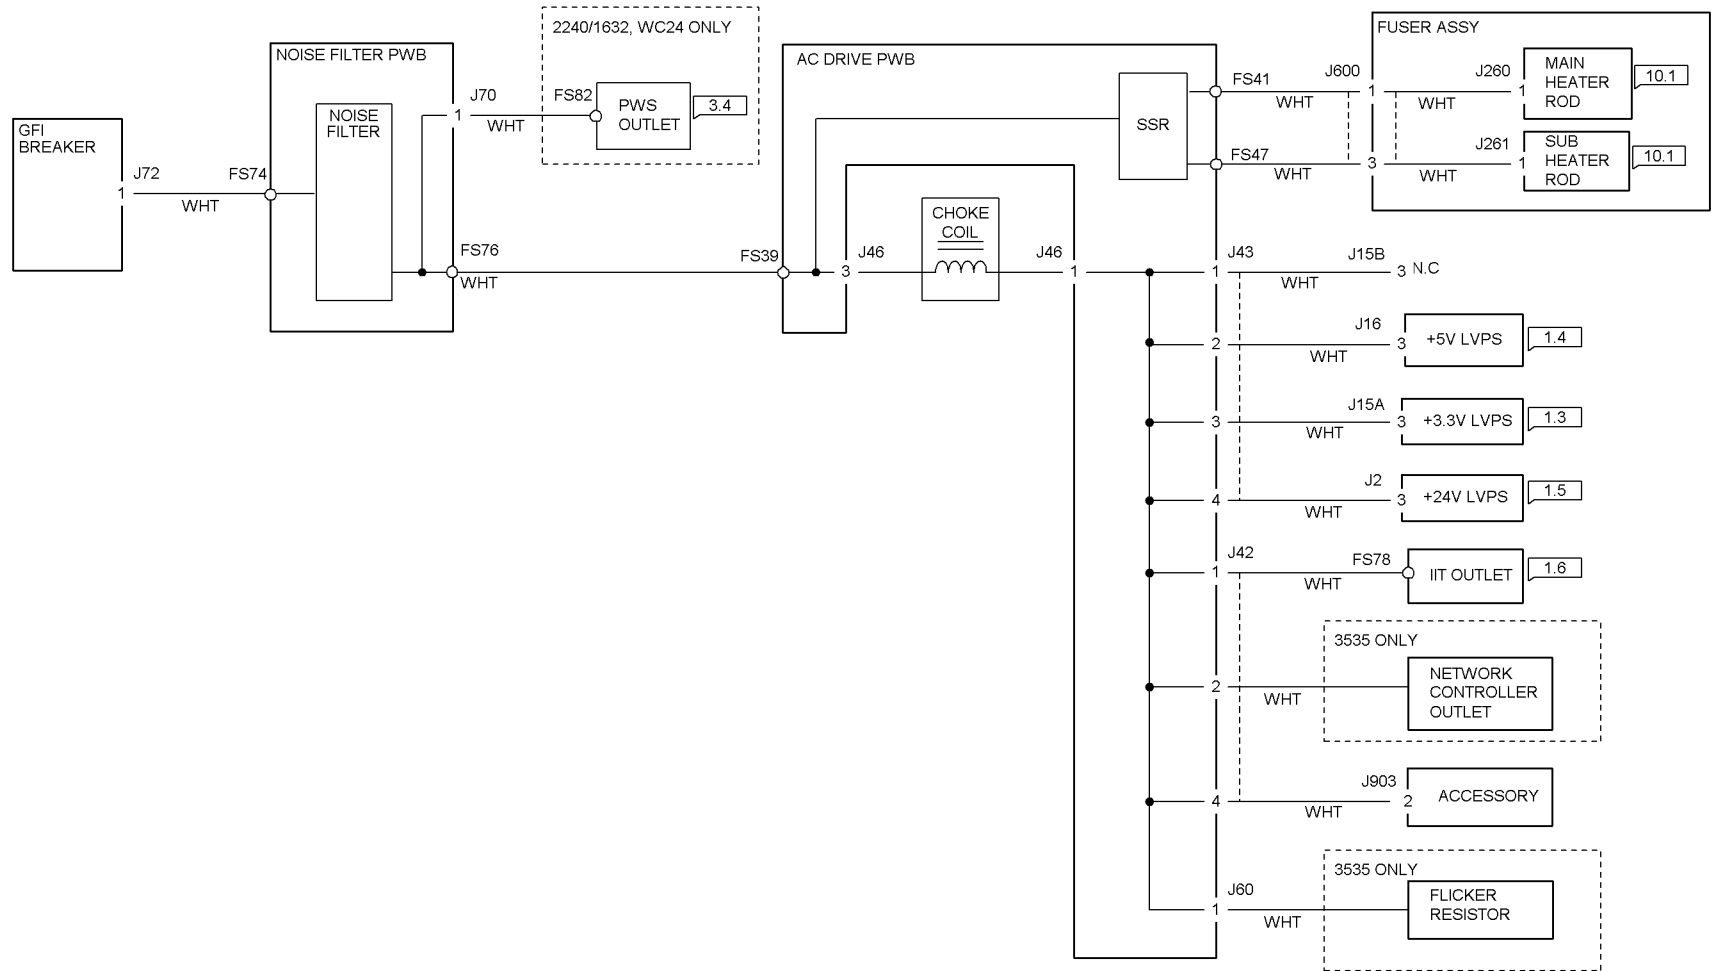 2240/1632, WC24 ONLY
FUSER ASSY
NOISE FILTER PWB
AC DRIVE PWB
GFI
BREAKER
1
J72
WHT
FS74
NOISE
FILTER
J70
1
WHT
FS82
PWS
OUTLET
3.4
FS76
WHT
FS39
3
J46
CHOKE
COIL
J46
1
SSR
FS41
WHT
J600
1
WHT
J260
1
MAIN
HEATER
ROD
10.1
FS47
WHT
3
WHT
J261
1
SUB
HEATER
ROD
10.1
J43
1
WHT
J15B
3 N.C
2
WHT
J16
3
+5V LVPS
1.4
3
WHT
J15A
3
+3.3V LVPS
1.3
4
WHT
J2
3
+24V LVPS
1.5
J42
1
WHT
FS78
IIT OUTLET
1.6
3535 ONLY
2
WHT
NETWORK
CONTROLLER
OUTLET
4
WHT
J903
2
ACCESSORY
3535 ONLY
J60
1
WHT
FLICKER
RESISTOR